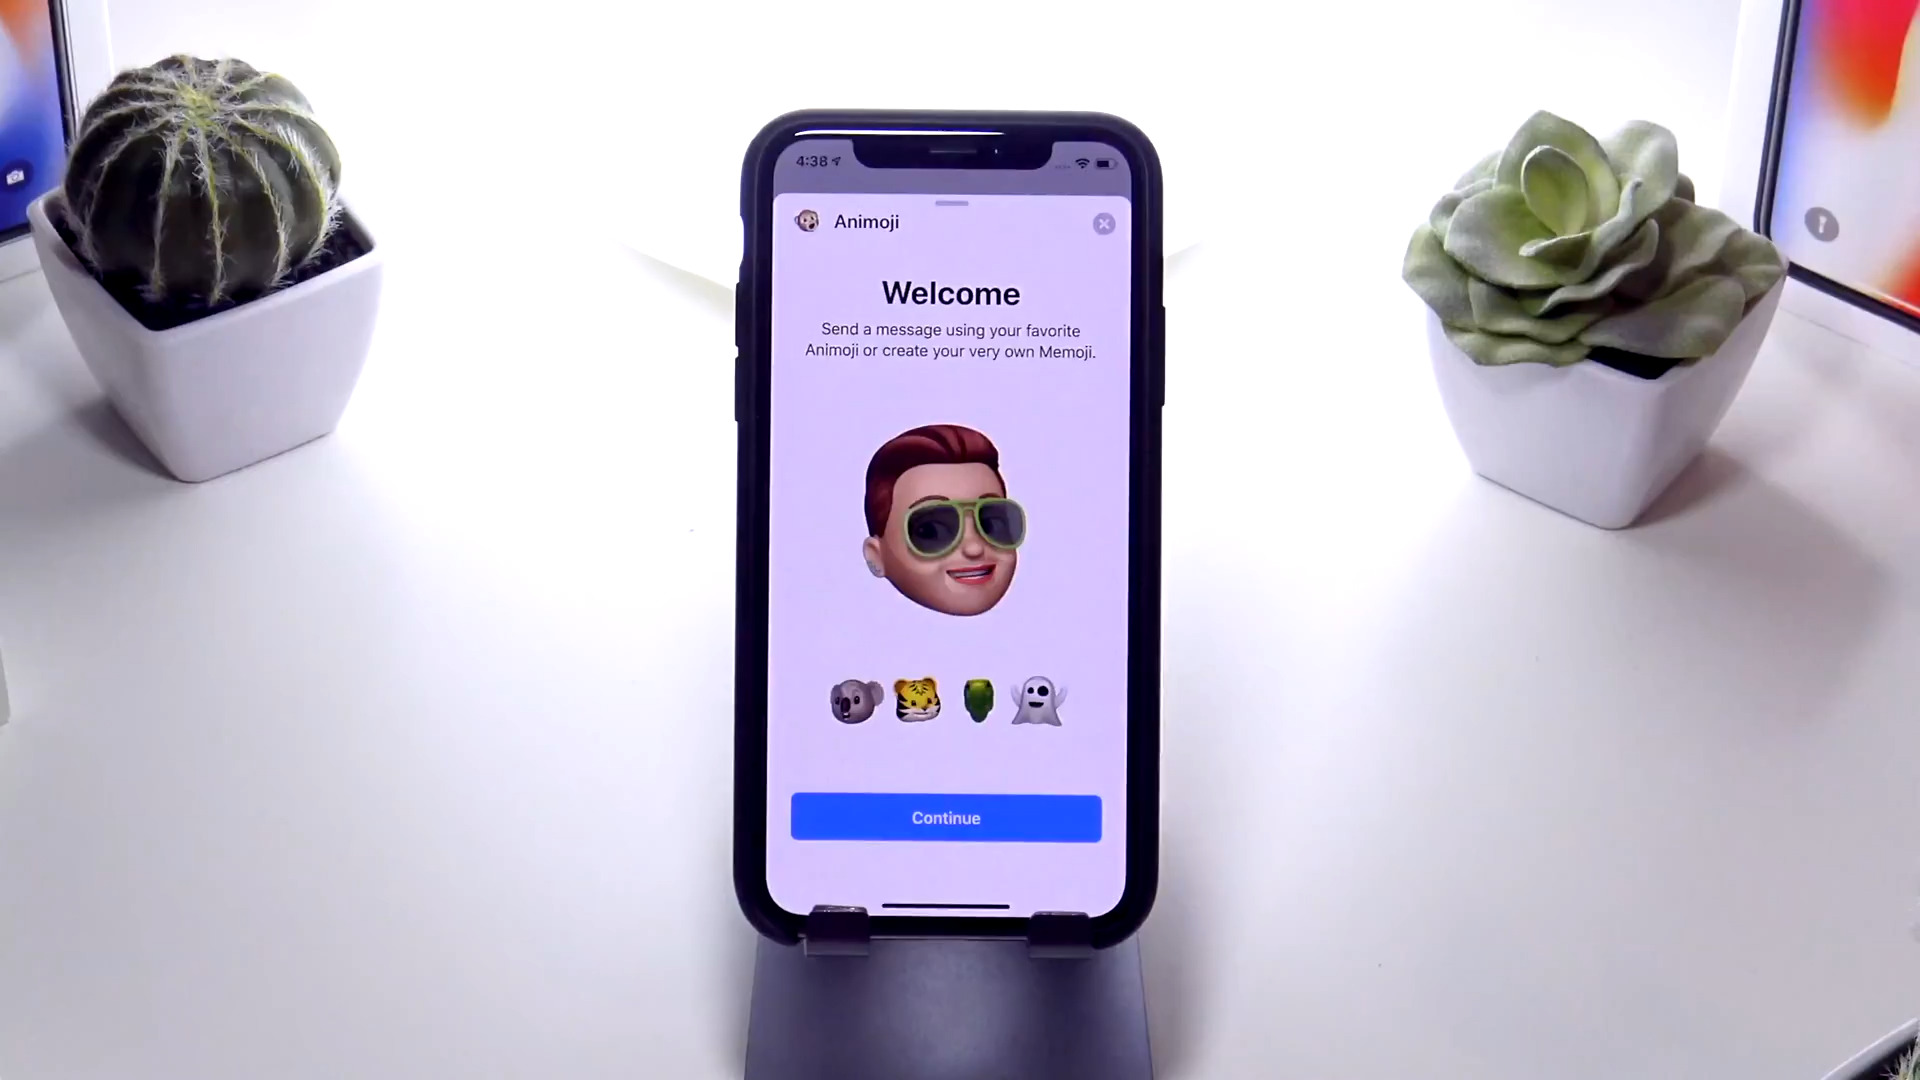 4:38
Animoji
Welcome
Send a message using your favorite
Animoji or create your very own Memoji.
Continue